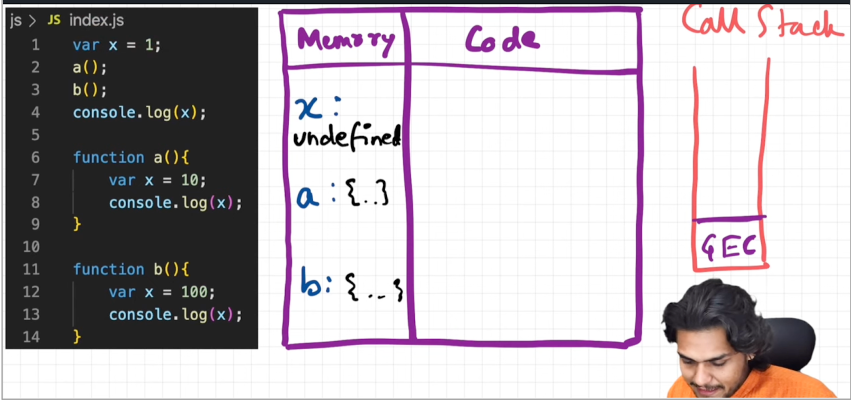 js > JS index.js
1 var x = 1;
2 a();
3 b();
4 console.log(x);
5
6 function a(){
7 var x = 10;
8 console.log(x);
9 }
10
11 function b(){
12 var x = 100;
13 console.log(x);
14 }
Memory
Code
x :
undefined
a : {..}
b: {...}
Call Stack
GEC